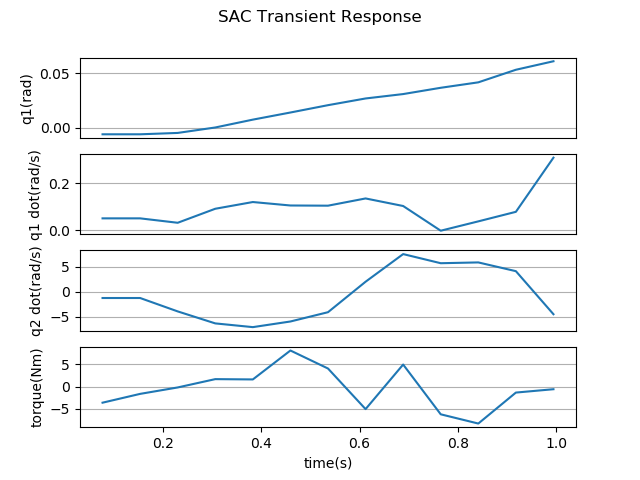 SAC Transient Response
q1(rad)
0.05
0.00
q1 dot(rad/s)
0.2
0.0
q2 dot(rad/s)
5
0
−5
torque(Nm)
5
0
−5
0.2 0.4 0.6 0.8 1.0
time(s)